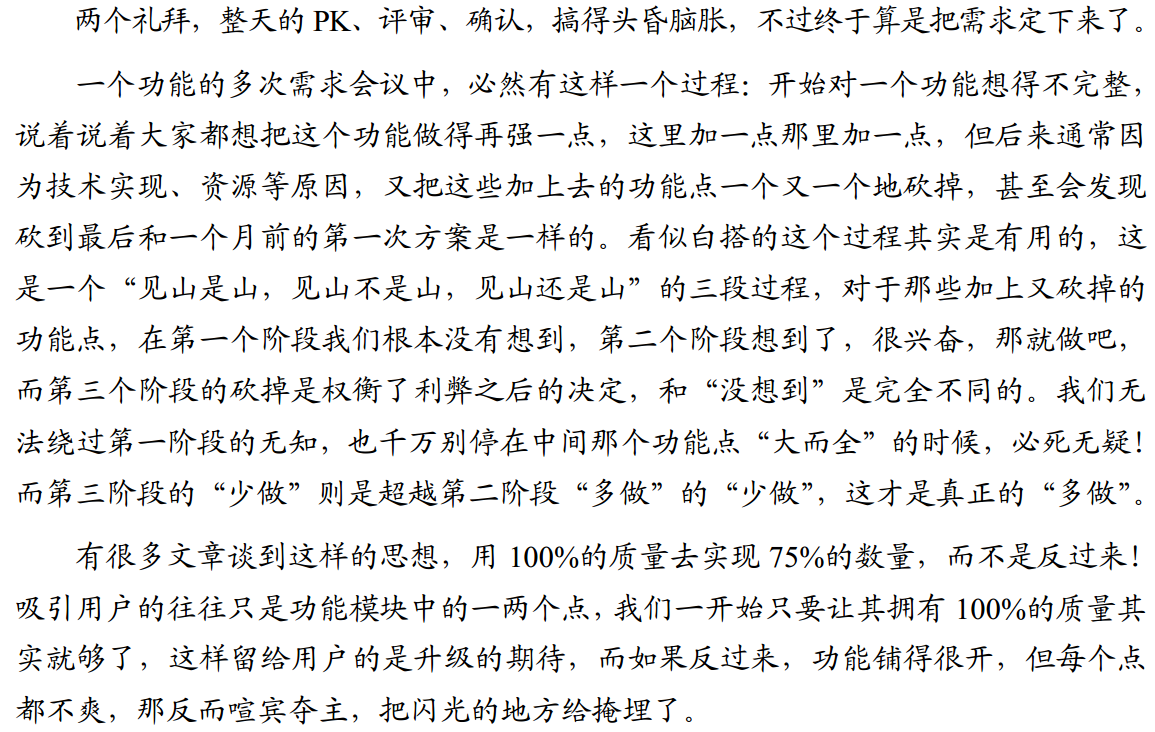 两个礼拜，整天的 PK、评审、确认，搞得头昏脑胀，不过终于算是把需求定下来了。
一个功能的多次需求会议中，必然有这样一个过程：开始对一个功能想得不完整，
说着说着大家都想把这个功能做得再强一点，这里加一点那里加一点，但后来通常因
为技术实现、资源等原因，又把这些加上去的功能点一个又一个地砍掉，甚至会发现
砍到最后和一个月前的第一次方案是一样的。看似白搭的这个过程其实是有用的，这
是一个“见山是山，见山不是山，见山还是山”的三段过程，对于那些加上又砍掉的
功能点，在第一个阶段我们根本没有想到，第二个阶段想到了，很兴奋，那就做吧，
而第三个阶段的砍掉是权衡了利弊之后的决定，和“没想到”是完全不同的。我们无
法绕过第一阶段的无知，也千万别停在中间那个功能点“大而全”的时候，必死无疑！
而第三阶段的“少做”则是超越第二阶段“多做”的“少做”，这才是真正的“多做”。
有很多文章谈到这样的思想，用 100%的质量去实现 75%的数量，而不是反过来！
吸引用户的往往只是功能模块中的一两个点，我们一开始只要让其拥有 100%的质量其
实就够了，这样留给用户的是升级的期待，而如果反过来，功能铺得很开，但每个点
都不爽，那反而喧宾夺主，把闪光的地方给掩埋了。